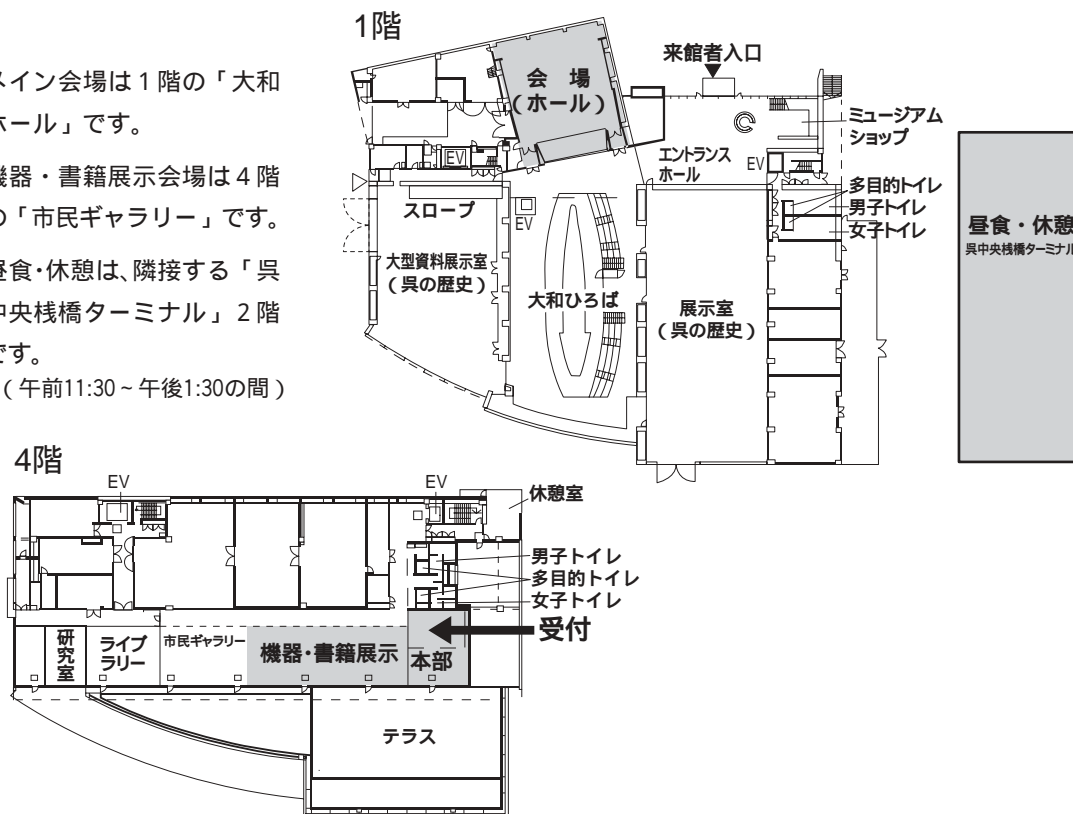 1階
メイン会場は1階の「大和
ホール」です。
機器・書籍展示会場は4階
の「市民ギャラリー」です。
昼食・休憩は、隣接する「呉
中央桟橋ターミナル」2階
です。
(午前11:30~午後1:30の間)
会 場
(ホール)
来館者入口
ミュージアム
ショップ
エントランス
ホール
EV
EV
EV
多目的トイレ
男子トイレ
女子トイレ
スロープ
大型資料展示室
(呉の歴史)
大和ひろば
展示室
(呉の歴史)
昼食・休憩
呉中央桟橋ターミナル
4階
EV
EV
休憩室
男子トイレ
多目的トイレ
女子トイレ
受付
研究室
ライブ
ラリー
市民ギャラリー
機器・書籍展示
本部
テラス